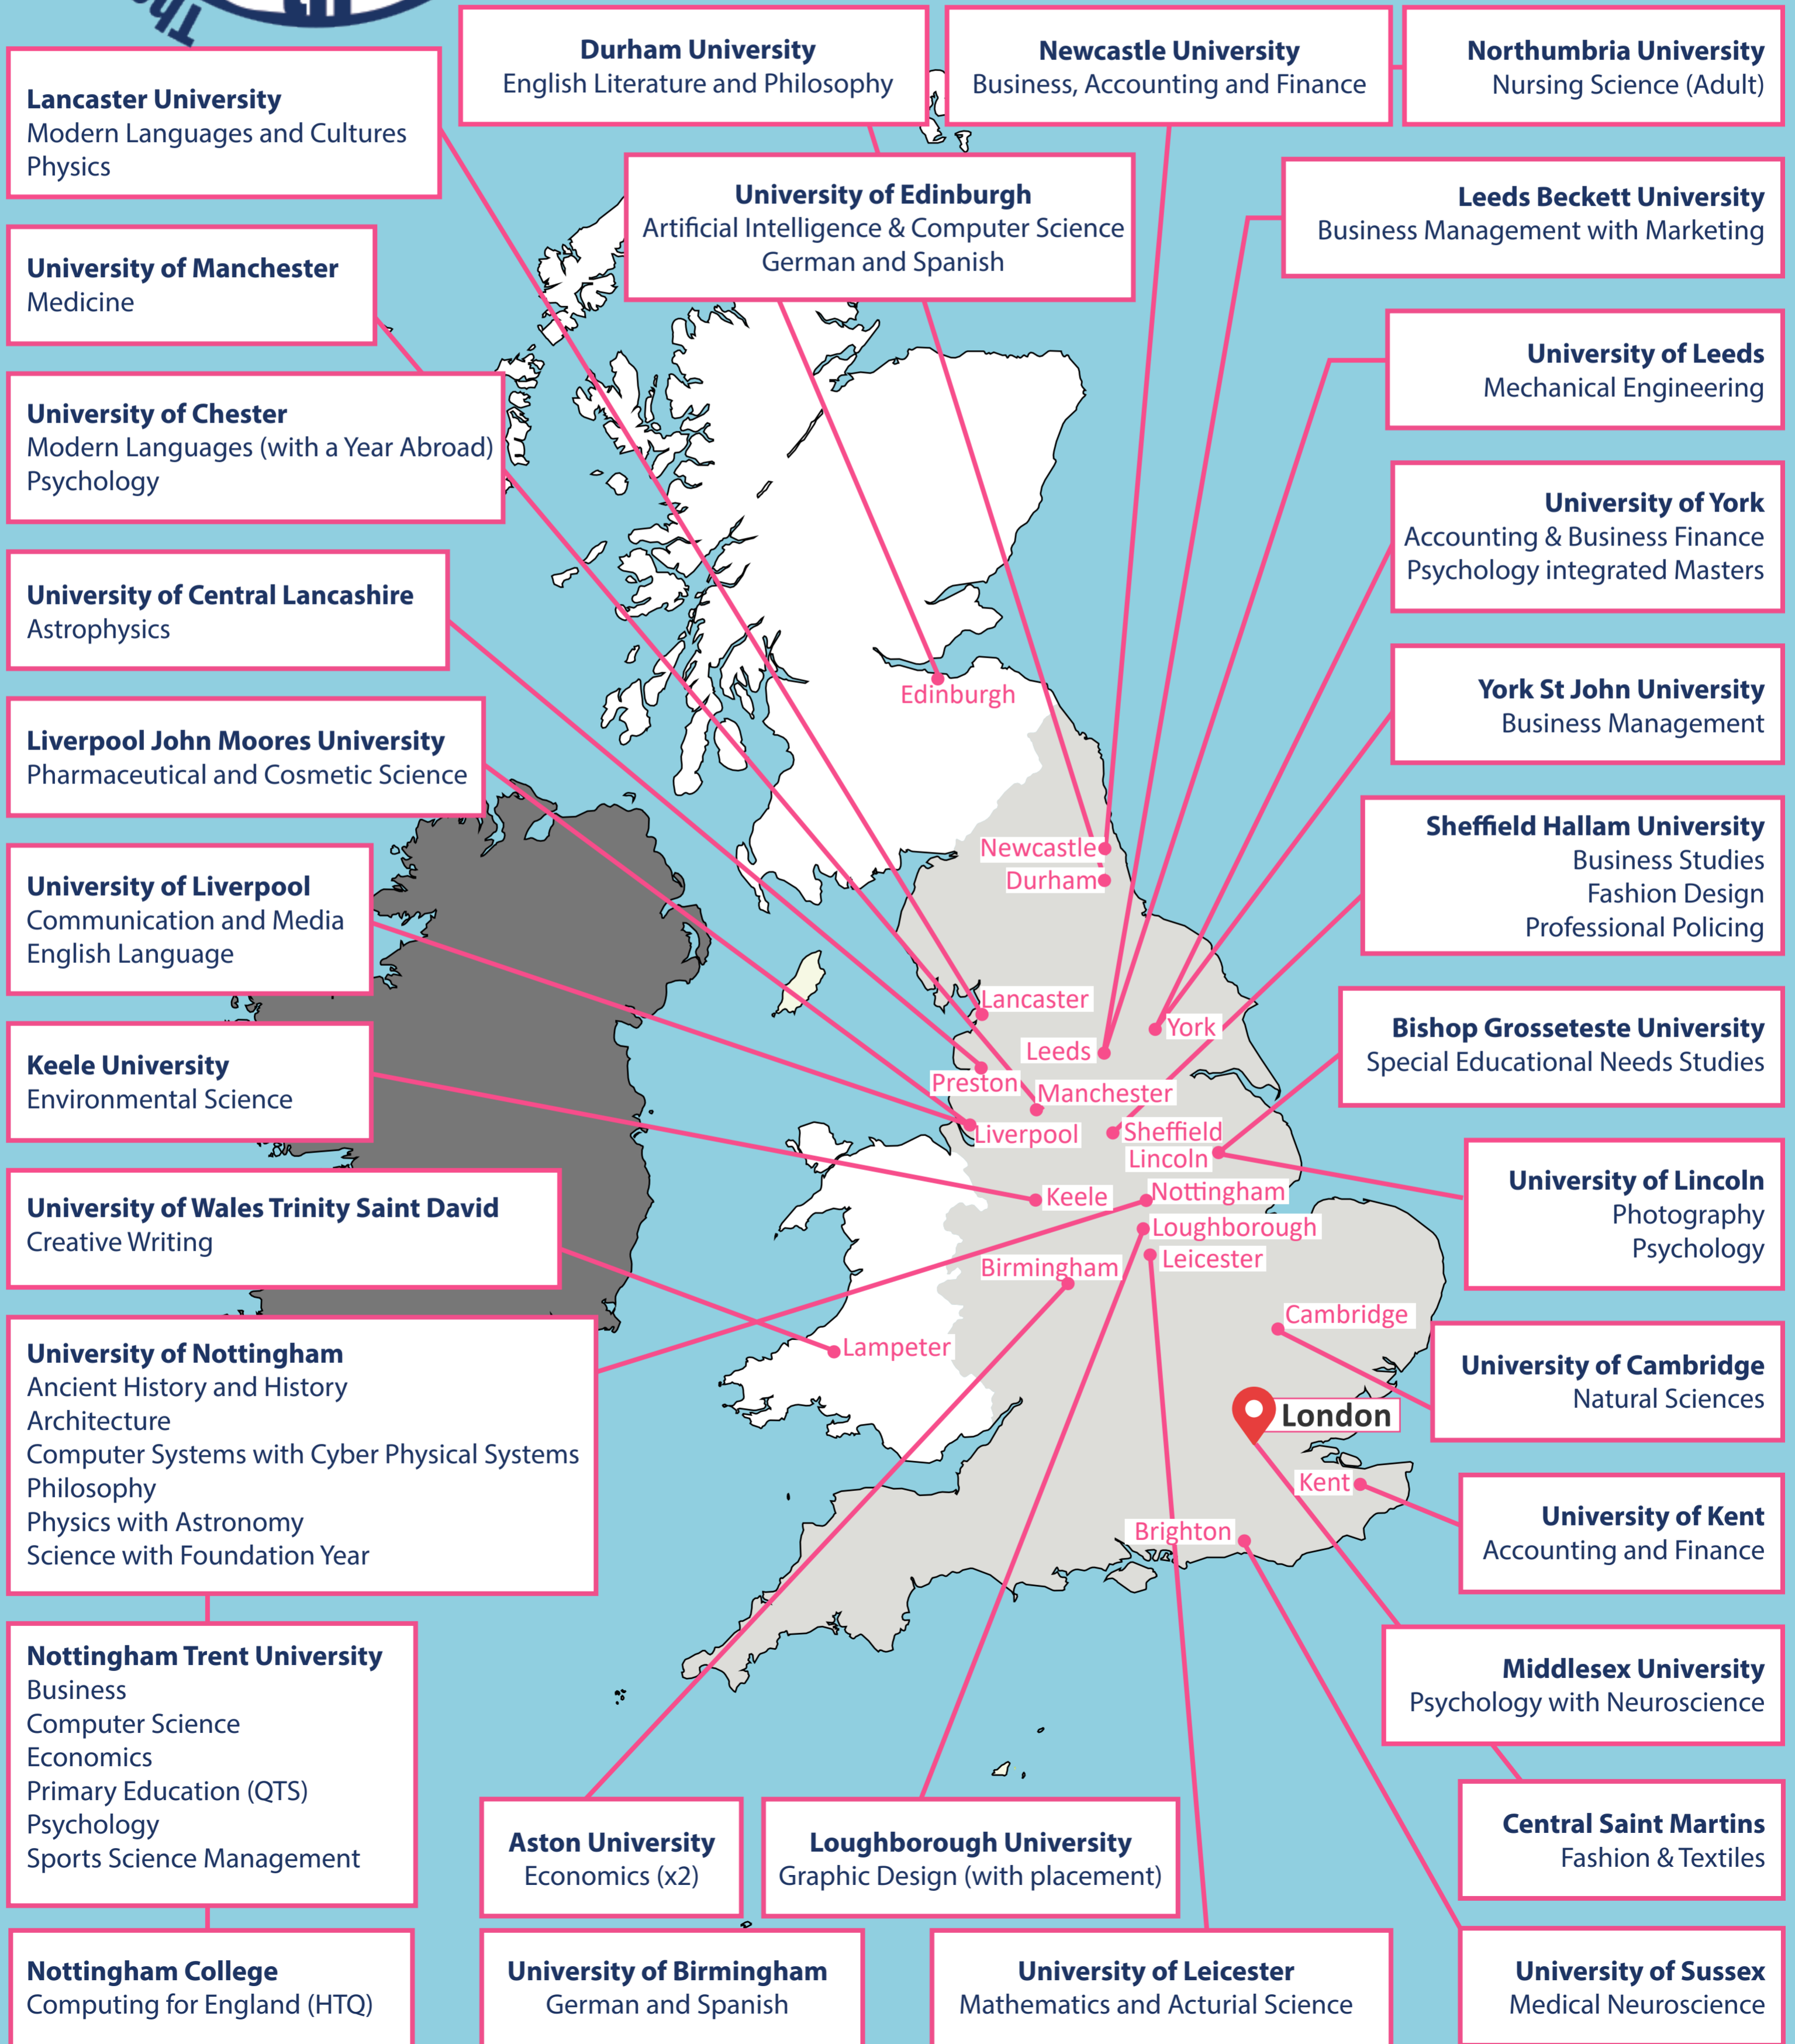 Th
Durham University
English Literature and Philosophy
Newcastle University
Business, Accounting and Finance
Northumbria University
Nursing Science (Adult)
Lancaster University
Modern Languages and Cultures
Physics
University of Edinburgh
Artificial Intelligence & Computer Science
German and Spanish
Leeds Beckett University
Business Management with Marketing
University of Manchester
Medicine
University of Leeds
Mechanical Engineering
University of Chester
Modern Languages (with a Year Abroad)
Psychology
University of York
Accounting & Business Finance
Psychology integrated Masters
University of Central Lancashire
Astrophysics
York St John University
Business Management
Liverpool John Moores University
Pharmaceutical and Cosmetic Science
Sheffield Hallam University
Business Studies
Fashion Design
Professional Policing
University of Liverpool
Communication and Media
English Language
Bishop Grosseteste University
Special Educational Needs Studies
Keele University
Environmental Science
University of Lincoln
Photography
Psychology
University of Wales Trinity Saint David
Creative Writing
University of Nottingham
Ancient History and History
Architecture
Computer Systems with Cyber Physical Systems
Philosophy
Physics with Astronomy
Science with Foundation Year
University of Cambridge
Natural Sciences
University of Kent
Accounting and Finance
Nottingham Trent University
Business
Computer Science
Economics
Primary Education (QTS)
Psychology
Sports Science Management
Middlesex University
Psychology with Neuroscience
Central Saint Martins
Fashion & Textiles
Aston University
Economics (x2)
Loughborough University
Graphic Design (with placement)
Nottingham College
Computing for England (HTQ)
University of Birmingham
German and Spanish
University of Leicester
Mathematics and Acturial Science
University of Sussex
Medical Neuroscience
Edinburgh
Newcastle
Durham
Lancaster
York
Leeds
Preston
Manchester
Liverpool
Sheffield
Lincoln
Keele
Nottingham
Loughborough
Leicester
Birmingham
Cambridge
Lampeter
London
Kent
Brighton